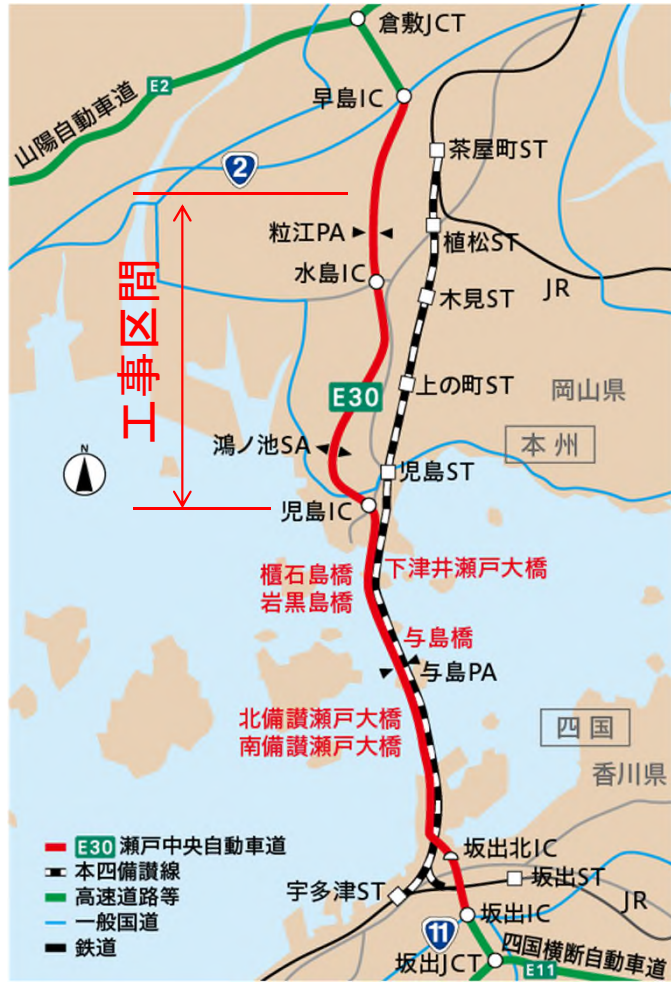 倉敷JCT
E2
早島IC
山陽自動車道
茶屋町ST
2
粒江PA
植松ST
水島IC
JR
木見ST
工事区間
E30
上の町ST
岡山県
本州
鴻ノ池SA
N
児島ST
児島IC
下津井瀬戸大橋
櫃石島橋
岩黒島橋
与島橋
与島PA
北備讃瀬戸大橋
南備讃瀬戸大橋
四国
香川県
E30 瀬戸中央自動車道
本四備讃線
高速道路等
一般国道
鉄道
坂出北IC
坂出ST
宇多津ST
JR
坂出IC
11
坂出JCT
四国横断自動車道
E11